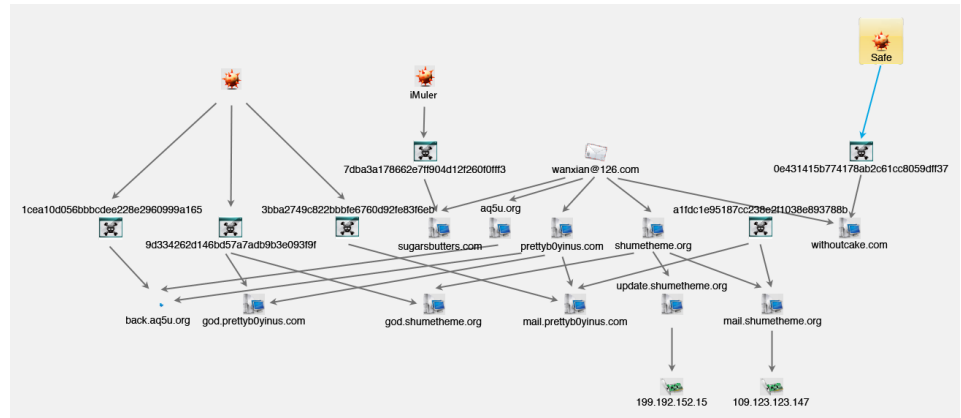 Safe
iMuler
7dba3a178662e7ff904d12f260f0fff3
wanxian@126.com
0e431415b774178ab2c61cc8059dff37
1cea10d056bbbcdee228e2960999a165
3bba2749c822bbbfe6760d92fe83f6eb
aq5u.org
a1fdc1e95187cc238e2f1038e893788b
9d334262d146bd57a7adb9b3e093f9f
sugarsbutters.com
prettyb0yinus.com
shumetheme.org
withoutcake.com
update.shumetheme.org
back.aq5u.org
god.prettyb0yinus.com
god.shumetheme.org
mail.prettyb0yinus.com
mail.shumetheme.org
199.192.152.15
109.123.123.147